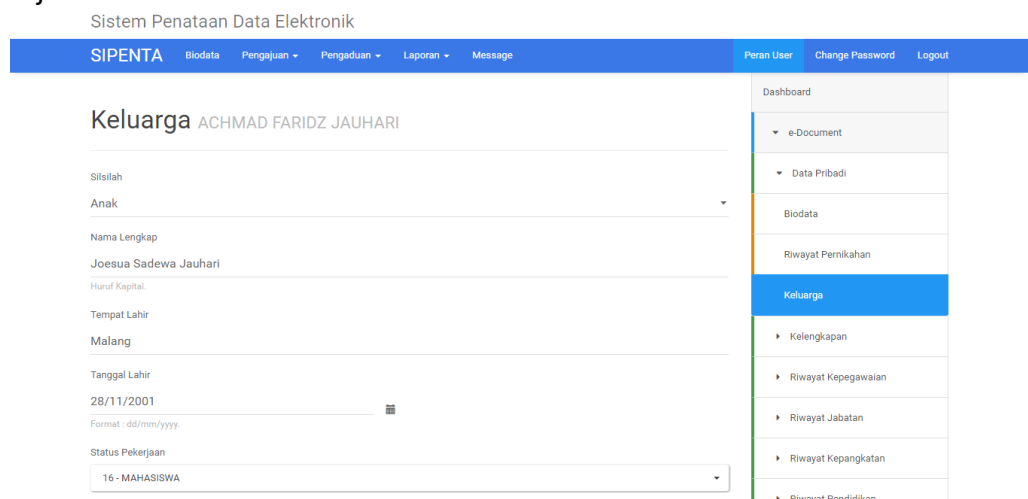 Sistem Penataan Data Elektronik
SIPENTA Biodata Pengajuan Pengaduan Laporan Message Peran User Change Password Logout
Keluarga ACHMAD FARIDZ JAUHARI
Silsilah
Anak
Nama Lengkap
Joesua Sadewa Jauhari
Huruf Kapital.
Tempat Lahir
Malang
Tanggal Lahir
28/11/2001
Format : dd/mm/yyyy.
Status Pekerjaan
16 - MAHASISWA
Dashboard
e-Document
Data Pribadi
Biodata
Riwayat Pernikahan
Keluarga
Kelengkapan
Riwayat Kepegawaian
Riwayat Jabatan
Riwayat Kepangkatan
Riwayat Pendidikan